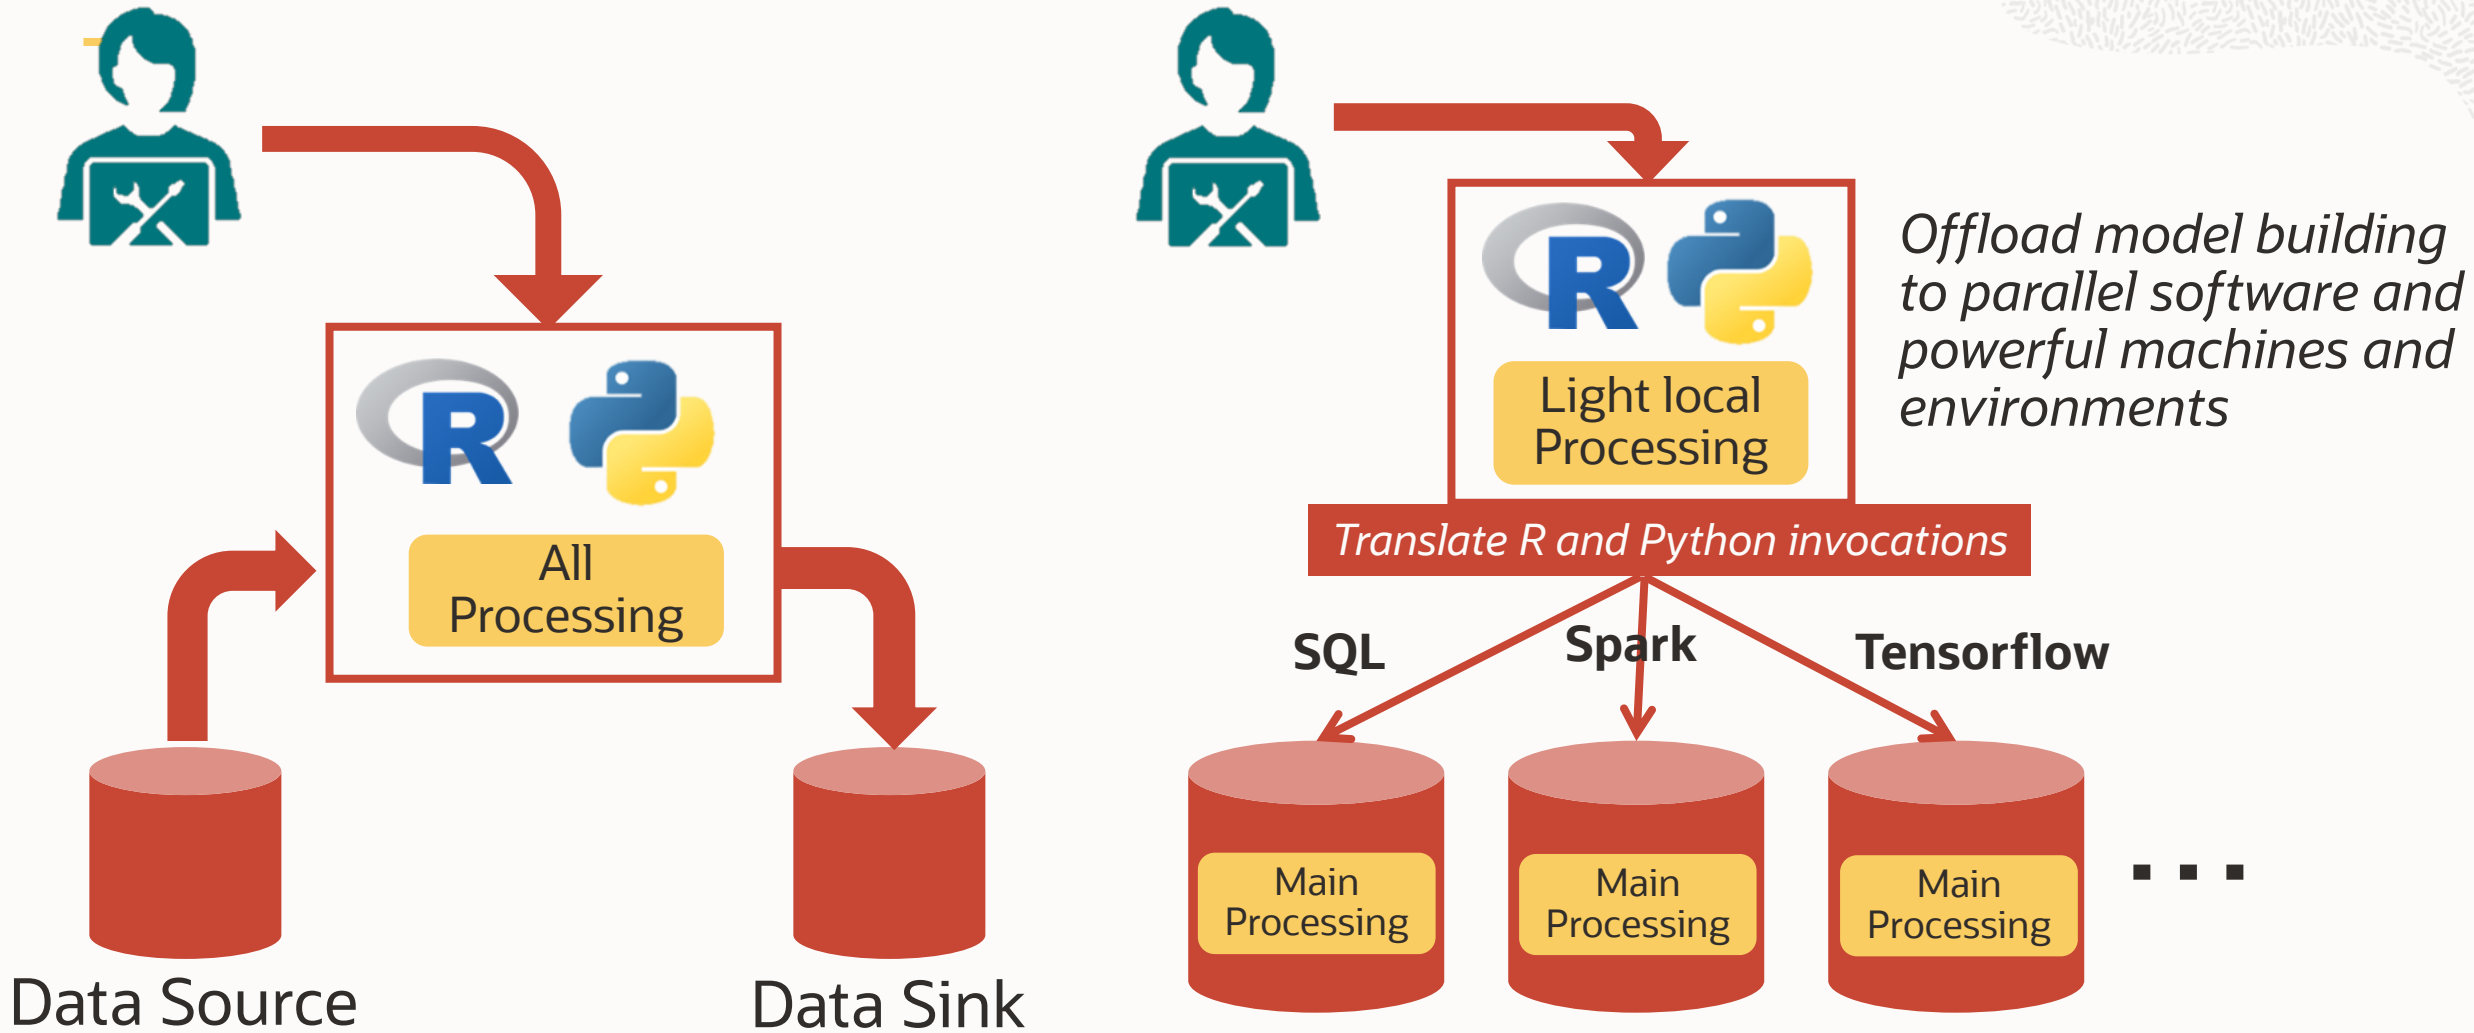 R
All
Processing
Data Source
Data Sink
R
Light local
Processing
Offload model building
to parallel software and
powerful machines and
environments
Translate R and Python invocations
SQL
Spark
Tensorflow
Main
Processing
Main
Processing
Main
Processing
...